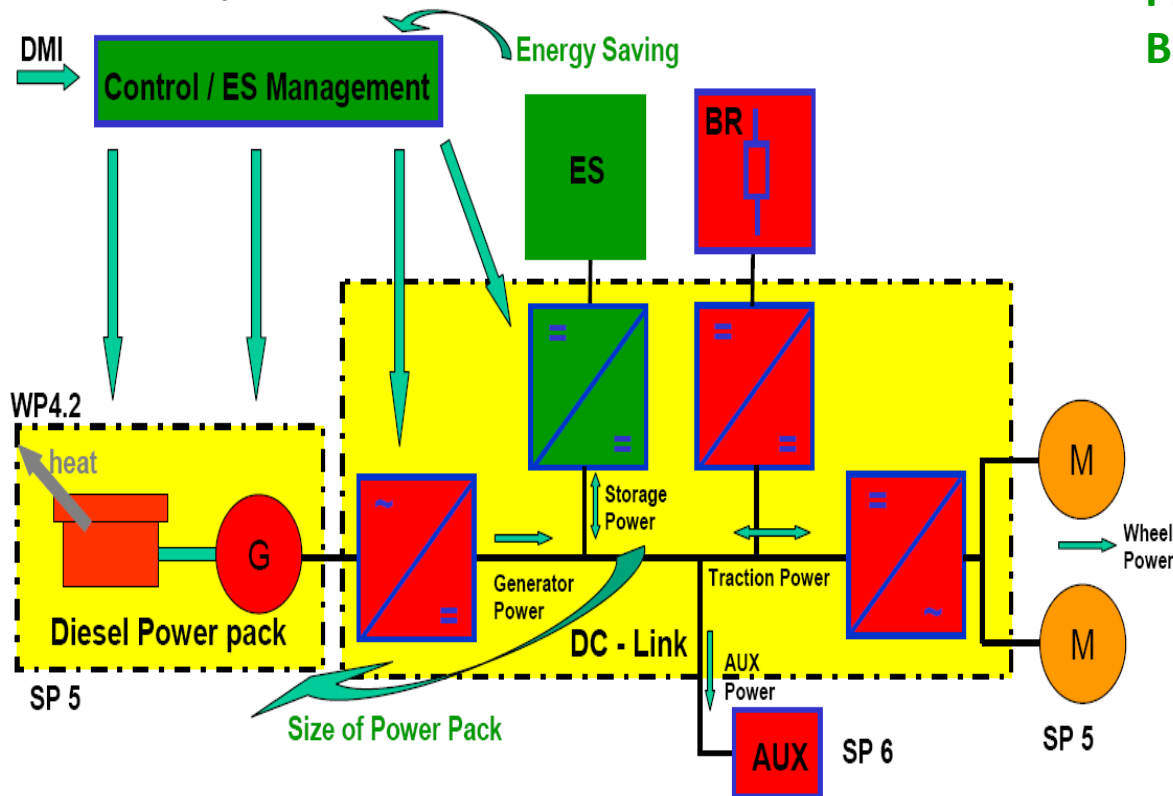 DMI
Energy Saving
B
Control / ES Management
BR
ES
=
=
=
=
WP4.2
heat
~
=
Storage
Power
=
~
M
Wheel
Power
G
Generator
Power
Traction Power
Diesel Power pack
DC - Link
M
AUX
Power
SP 5
Size of Power Pack
AUX
SP 6
SP 5